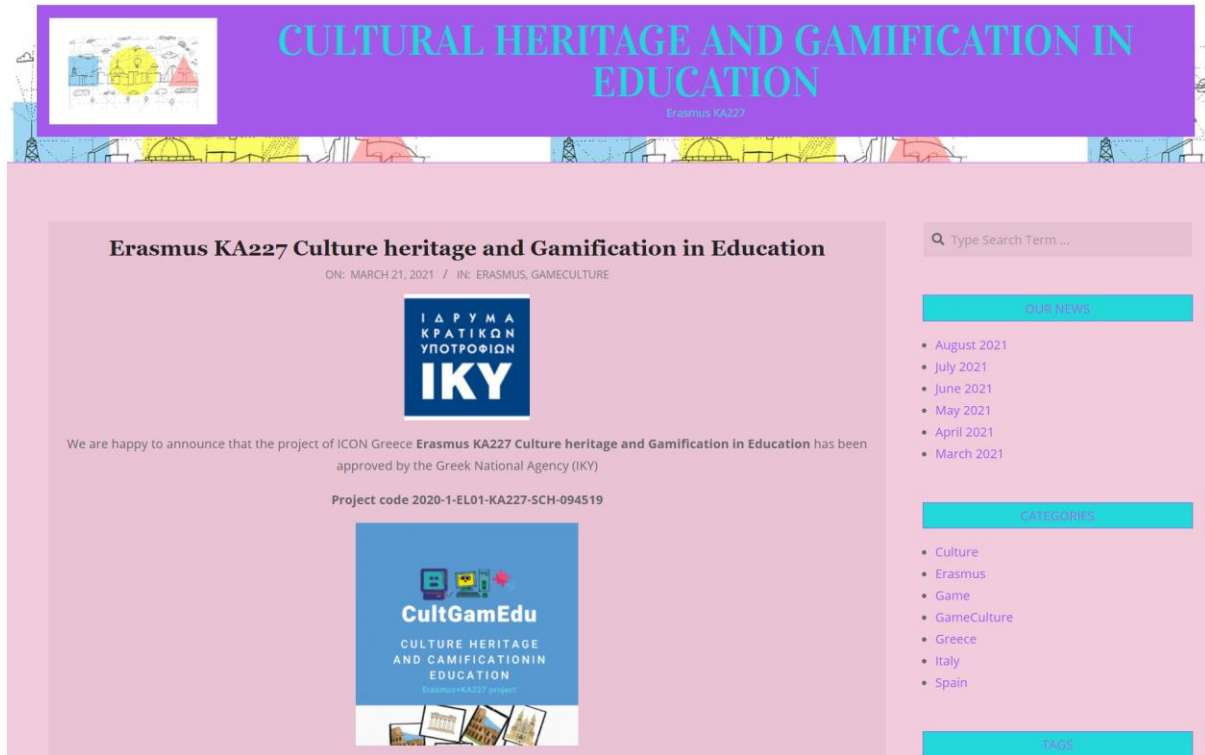 CULTURAL HERITAGE AND GAMIFICATION IN
EDUCATION
Erasmus KA227
Erasmus KA227 Culture heritage and Gamification in Education
ON: MARCH 21, 2021 / IN: ERASMUS, GAMECULTURE
ΙΔΡΥΜΑ
ΚΡΑΤΙΚΩΝ
ΥΠΟΤΡΟΦΙΩΝ
IKY
We are happy to announce that the project of ICON Greece Erasmus KA227 Culture heritage and Gamification in Education has been
approved by the Greek National Agency (IKY)
Project code 2020-1-EL01-KA227-SCH-094519
CultGamEdu
CULTURE HERITAGE
AND CAMIFICATIONIN
EDUCATION
Erasmus+KA227 project
Type Search Term ...
OUR NEWS
August 2021
July 2021
June 2021
May 2021
April 2021
March 2021
CATEGORIES
Culture
Erasmus
Game
GameCulture
Greece
Italy
Spain
TAGS